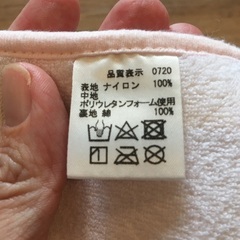 品質表示 0720
表地 ナイロン 100%
中地
ポリウレタンフォーム使用
裏地 綿 100%